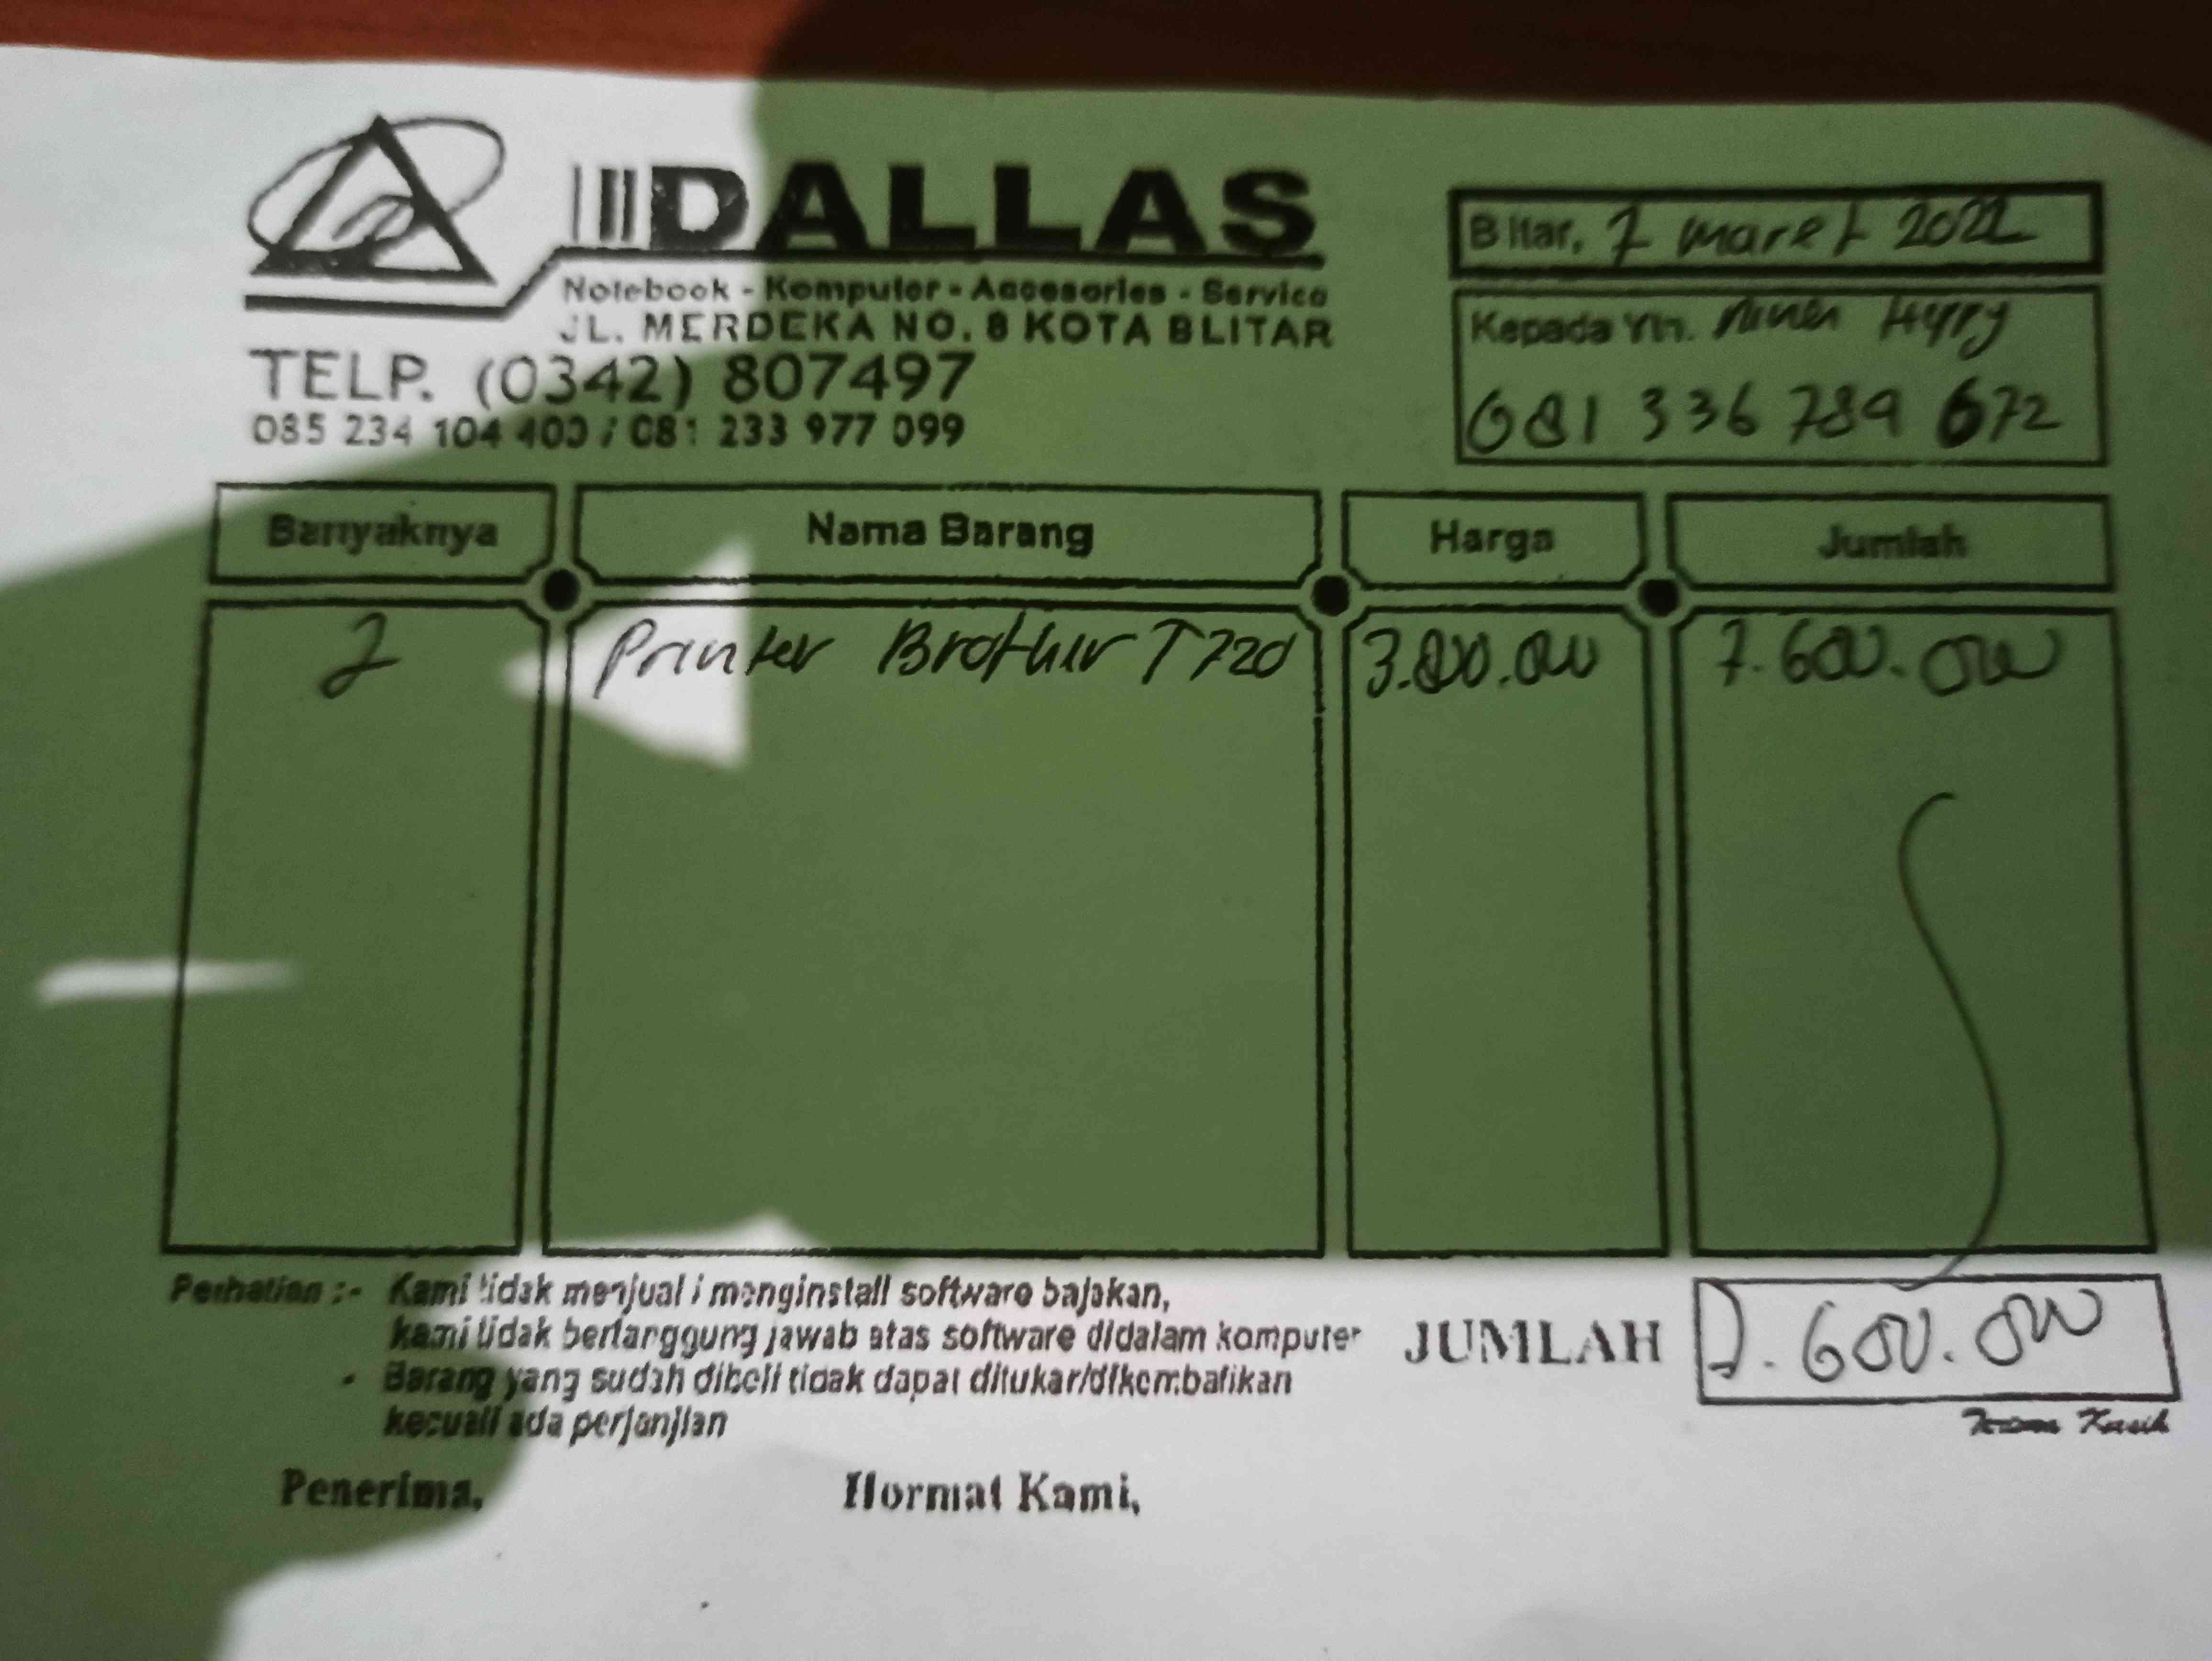 DALLAS
Notebook - Komputer - Accesories - Service
JL. MERDEKA NO. 8 KOTA BLITAR
TELP. (0342) 807497
085 234 104 400 / 081 233 977 099
Blitar, 7 maret 2022
Kepada Yth.
081 336 789 672
Banyaknya Nama Barang Harga Jumlah
2 Printer Brother T720 3.800.000 7.600.000
Perhatian :- Kami tidak menjual / menginstall software bajakan,
kami tidak bertanggung jawab atas software didalam komputer
- Barang yang sudah dibeli tidak dapat ditukar/dikembalikan
kecuali ada perjanjian
JUMLAH 7.600.000
Terima Kasih
Penerima, Hormat Kami,